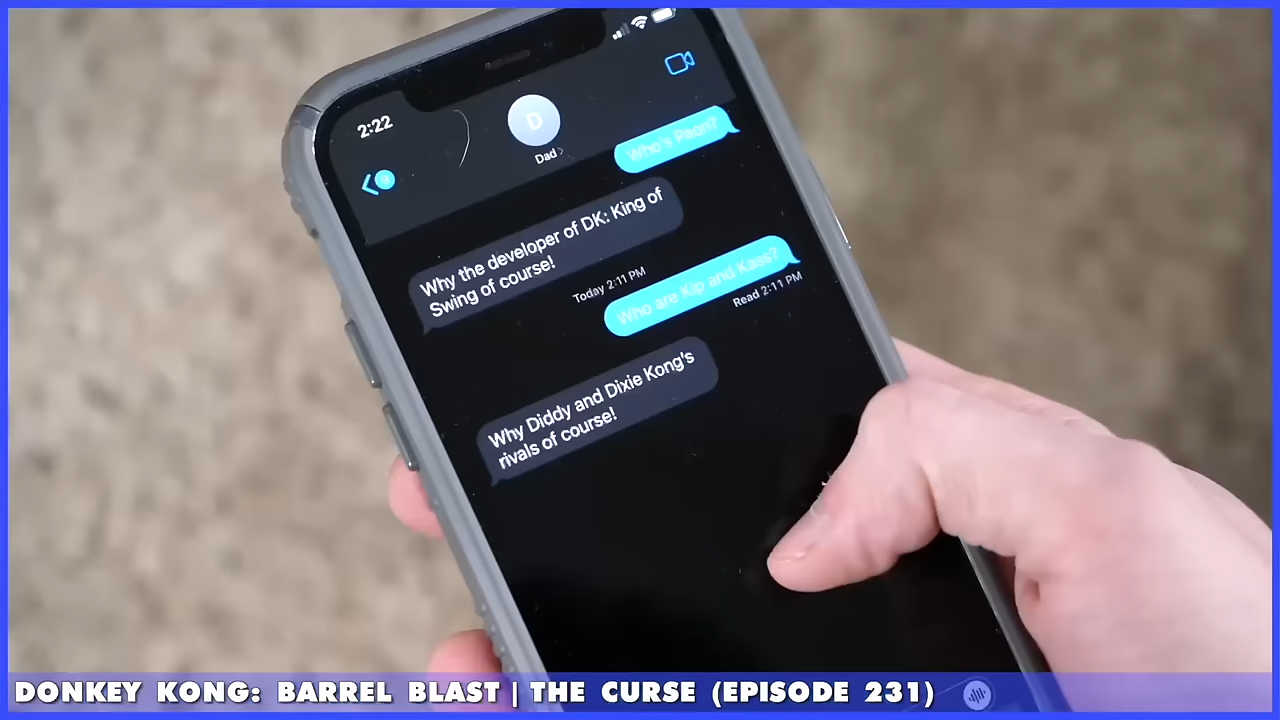 2:22
D
Dad
Who's Paon?
Why the developer of DK: King of
Swing of course!
Today 2:11 PM
Who are Kip and Kass?
Read 2:11 PM
Why Diddy and Dixie Kong's
rivals of course!
DONKEY KONG: BARREL BLAST | THE CURSE (EPISODE 231)